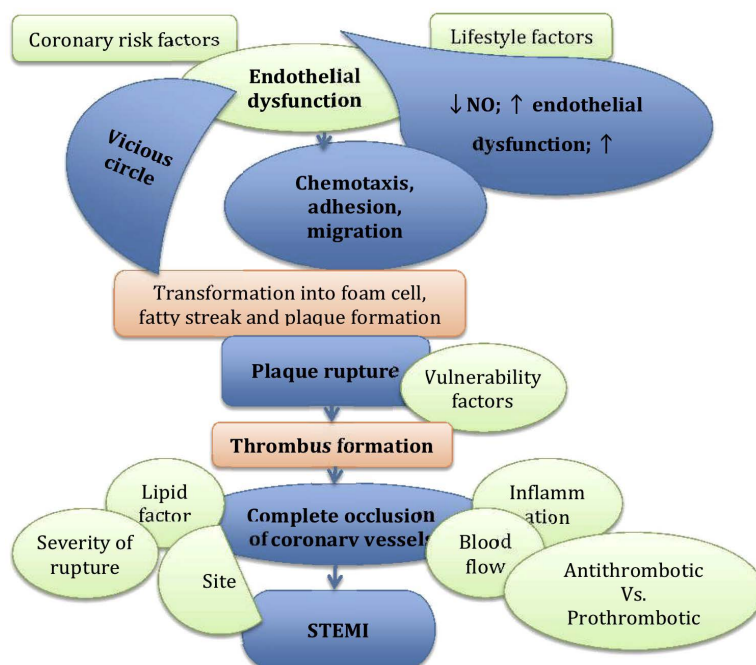 Coronary risk factors
Lifestyle factors
Endothelial
dysfunction
↓ NO; ↑ endothelial
dysfunction; ↑
Vicious
circle
Chemotaxis,
adhesion,
migration
Transformation into foam cell,
fatty streak and plaque formation
Plaque rupture
Vulnerability
factors
Thrombus formation
Lipid
factor
Complete occlusion
of coronary vessels
Inflamm
ation
Severity of
rupture
Site
Blood
flow
Antithrombotic
Vs.
Prothrombotic
STEMI